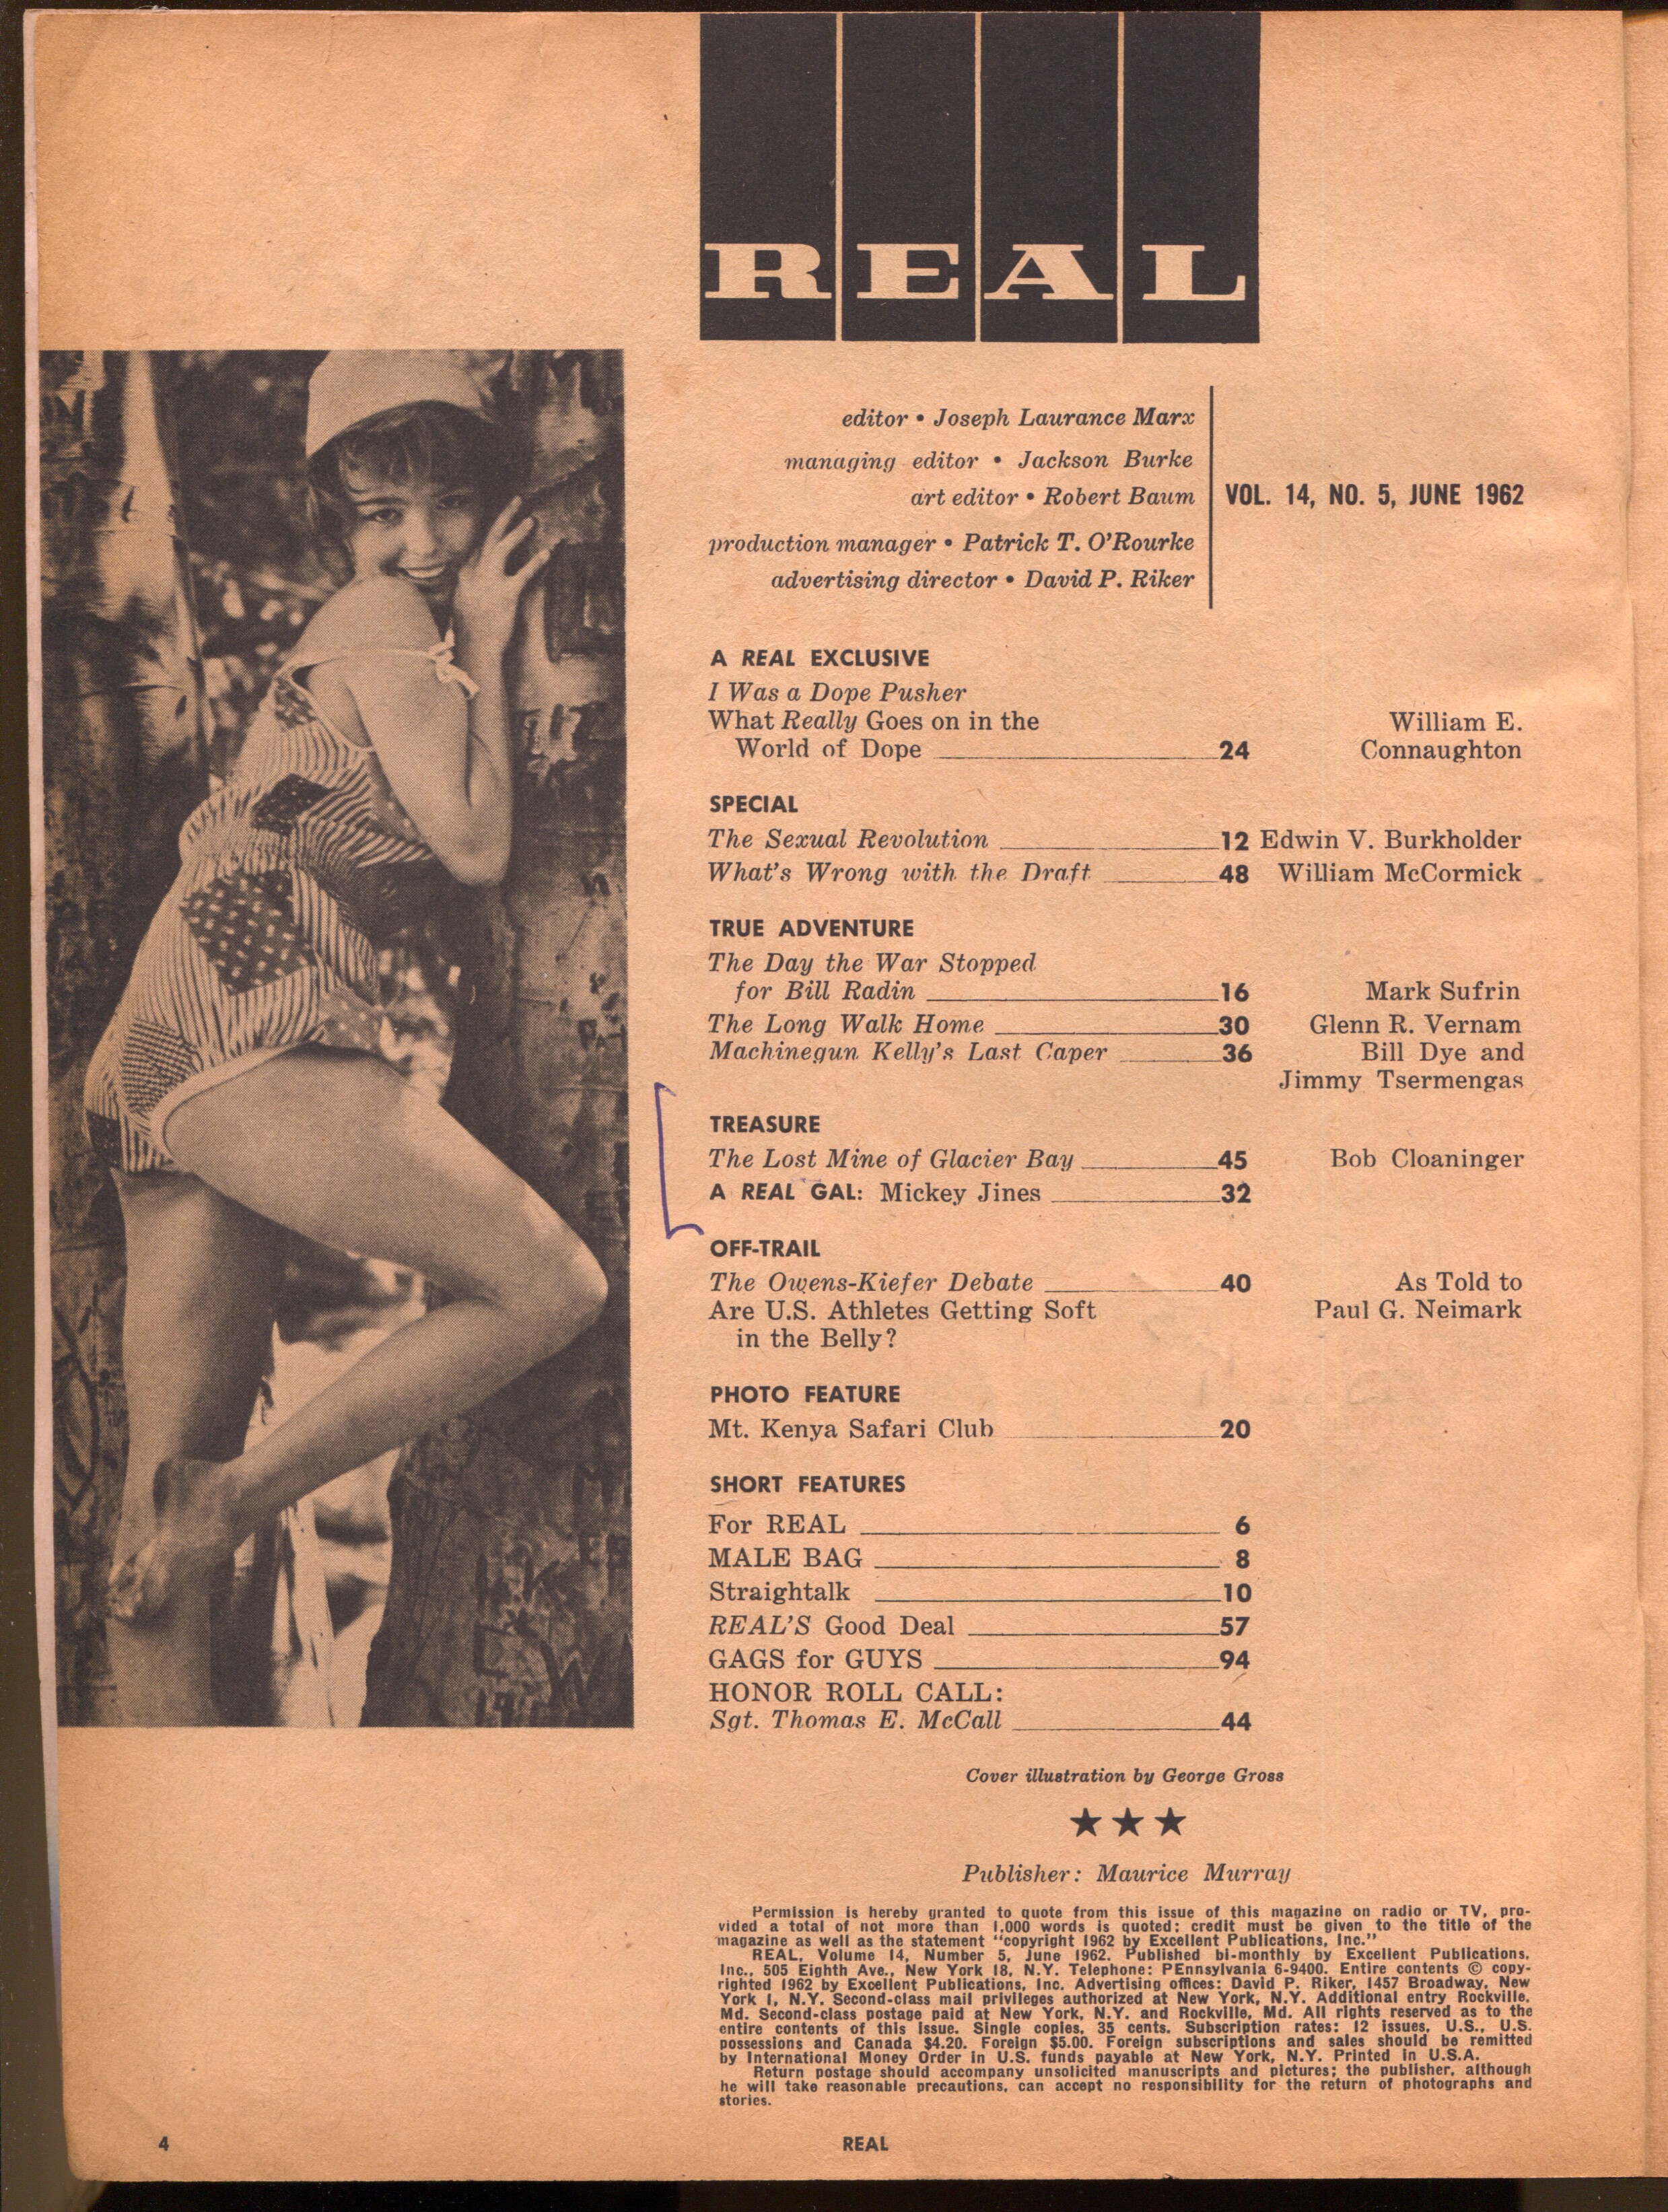 REAL
editor • Joseph Laurance Marx
managing editor • Jackson Burke
art editor • Robert Baum
production manager • Patrick T. O'Rourke
advertising director • David P. Riker
VOL. 14, NO. 5, JUNE 1962
A REAL EXCLUSIVE
I Was a Dope Pusher
What Really Goes on in the William E.
World of Dope 24 Connaughton
SPECIAL
The Sexual Revolution 12 Edwin V. Burkholder
What's Wrong with the Draft 48 William McCormick
TRUE ADVENTURE
The Day the War Stopped
for Bill Radin 16 Mark Sufrin
The Long Walk Home 30 Glenn R. Vernam
Machinegun Kelly's Last Caper 36 Bill Dye and
Jimmy Tsermengas
TREASURE
The Lost Mine of Glacier Bay 45 Bob Cloaninger
A REAL GAL: Mickey Jines 32
OFF-TRAIL
The Owens-Kiefer Debate 40 As Told to
Are U.S. Athletes Getting Soft Paul G. Neimark
in the Belly?
PHOTO FEATURE
Mt. Kenya Safari Club 20
SHORT FEATURES
For REAL 6
MALE BAG 8
Straightalk 10
REAL'S Good Deal 57
GAGS for GUYS 94
HONOR ROLL CALL:
Sgt. Thomas E. McCall 44
Cover illustration by George Gross
★★★
Publisher: Maurice Murray
Permission is hereby granted to quote from this issue of this magazine on radio or TV, pro-
vided a total of not more than 1,000 words is quoted; credit must be given to the title of the
magazine as well as the statement "copyright 1962 by Excellent Publications, Inc."
REAL, Volume 14, Number 5, June 1962. Published bi-monthly by Excellent Publications,
Inc., 505 Eighth Ave., New York 18, N.Y. Telephone: PEnnsylvania 6-9400. Entire contents © copy-
righted 1962 by Excellent Publications, Inc. Advertising offices: David P. Riker, 1457 Broadway, New
York 1, N.Y. Second-class mail privileges authorized at New York, N.Y. Additional entry Rockville,
Md. Second-class postage paid at New York, N.Y. and Rockville, Md. All rights reserved as to the
entire contents of this issue. Single copies, 35 cents. Subscription rates: 12 issues, U.S., U.S.
possessions and Canada $4.20. Foreign $5.00. Foreign subscriptions and sales should be remitted
by International Money Order in U.S. funds payable at New York, N.Y. Printed in U.S.A.
Return postage should accompany unsolicited manuscripts and pictures; the publisher, although
he will take reasonable precautions, can accept no responsibility for the return of photographs and
stories.
4 REAL